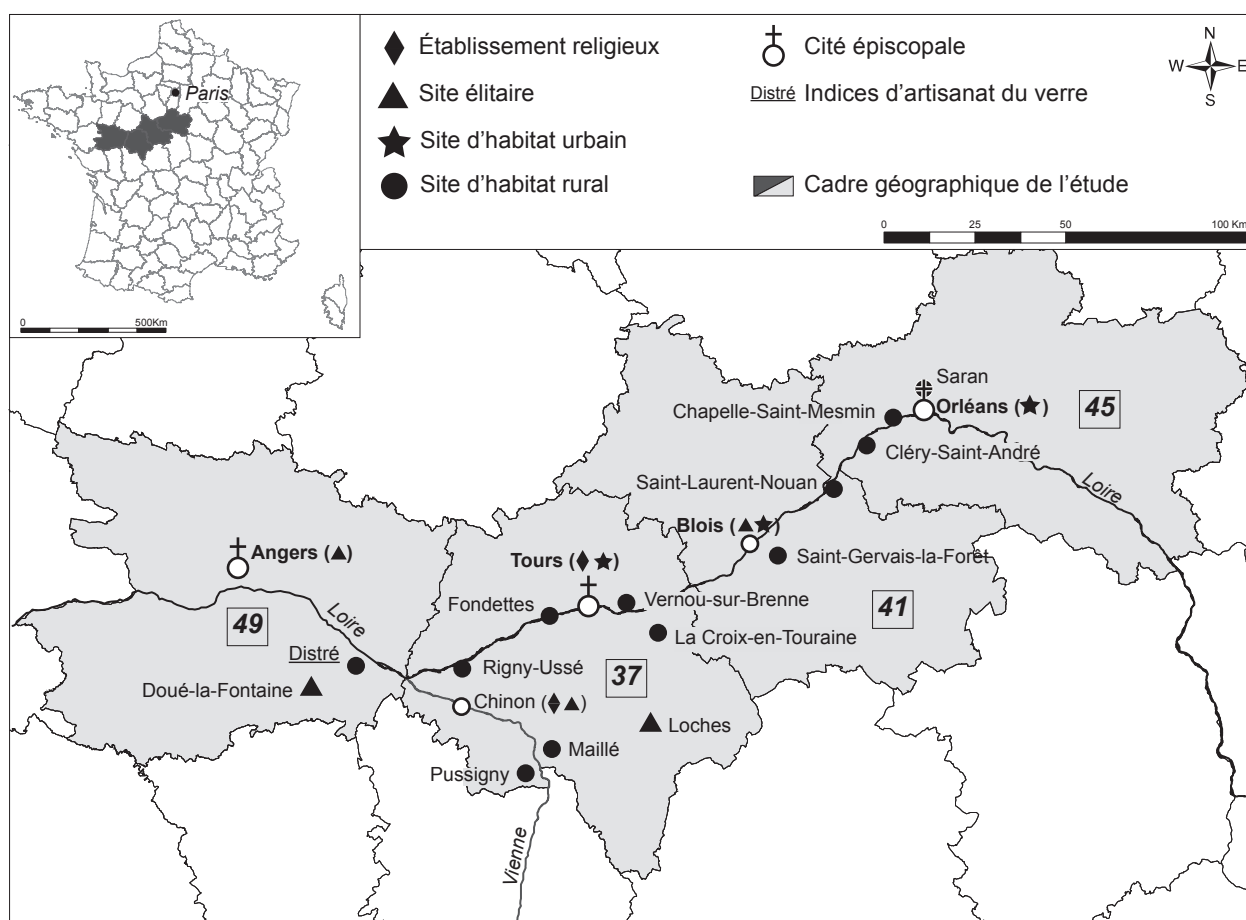 Paris
0 500Km
Établissement religieux
Site élitaire
Site d'habitat urbain
Site d'habitat rural
Cité épiscopale
Distré Indices d'artisanat du verre
Cadre géographique de l'étude
N
W E
S
0 25 50 100 Km
Saran
Orléans ( )
45
Chapelle-Saint-Mesmin
Cléry-Saint-André
Saint-Laurent-Nouan
Loire
Blois ( )
Saint-Gervais-la-Forêt
41
Angers ( )
Tours ( )
Vernou-sur-Brenne
Fondettes
La Croix-en-Touraine
49
Loire
Distré
Doué-la-Fontaine
Rigny-Ussé
37
Chinon ( )
Loches
Maillé
Pussigny
Vienne